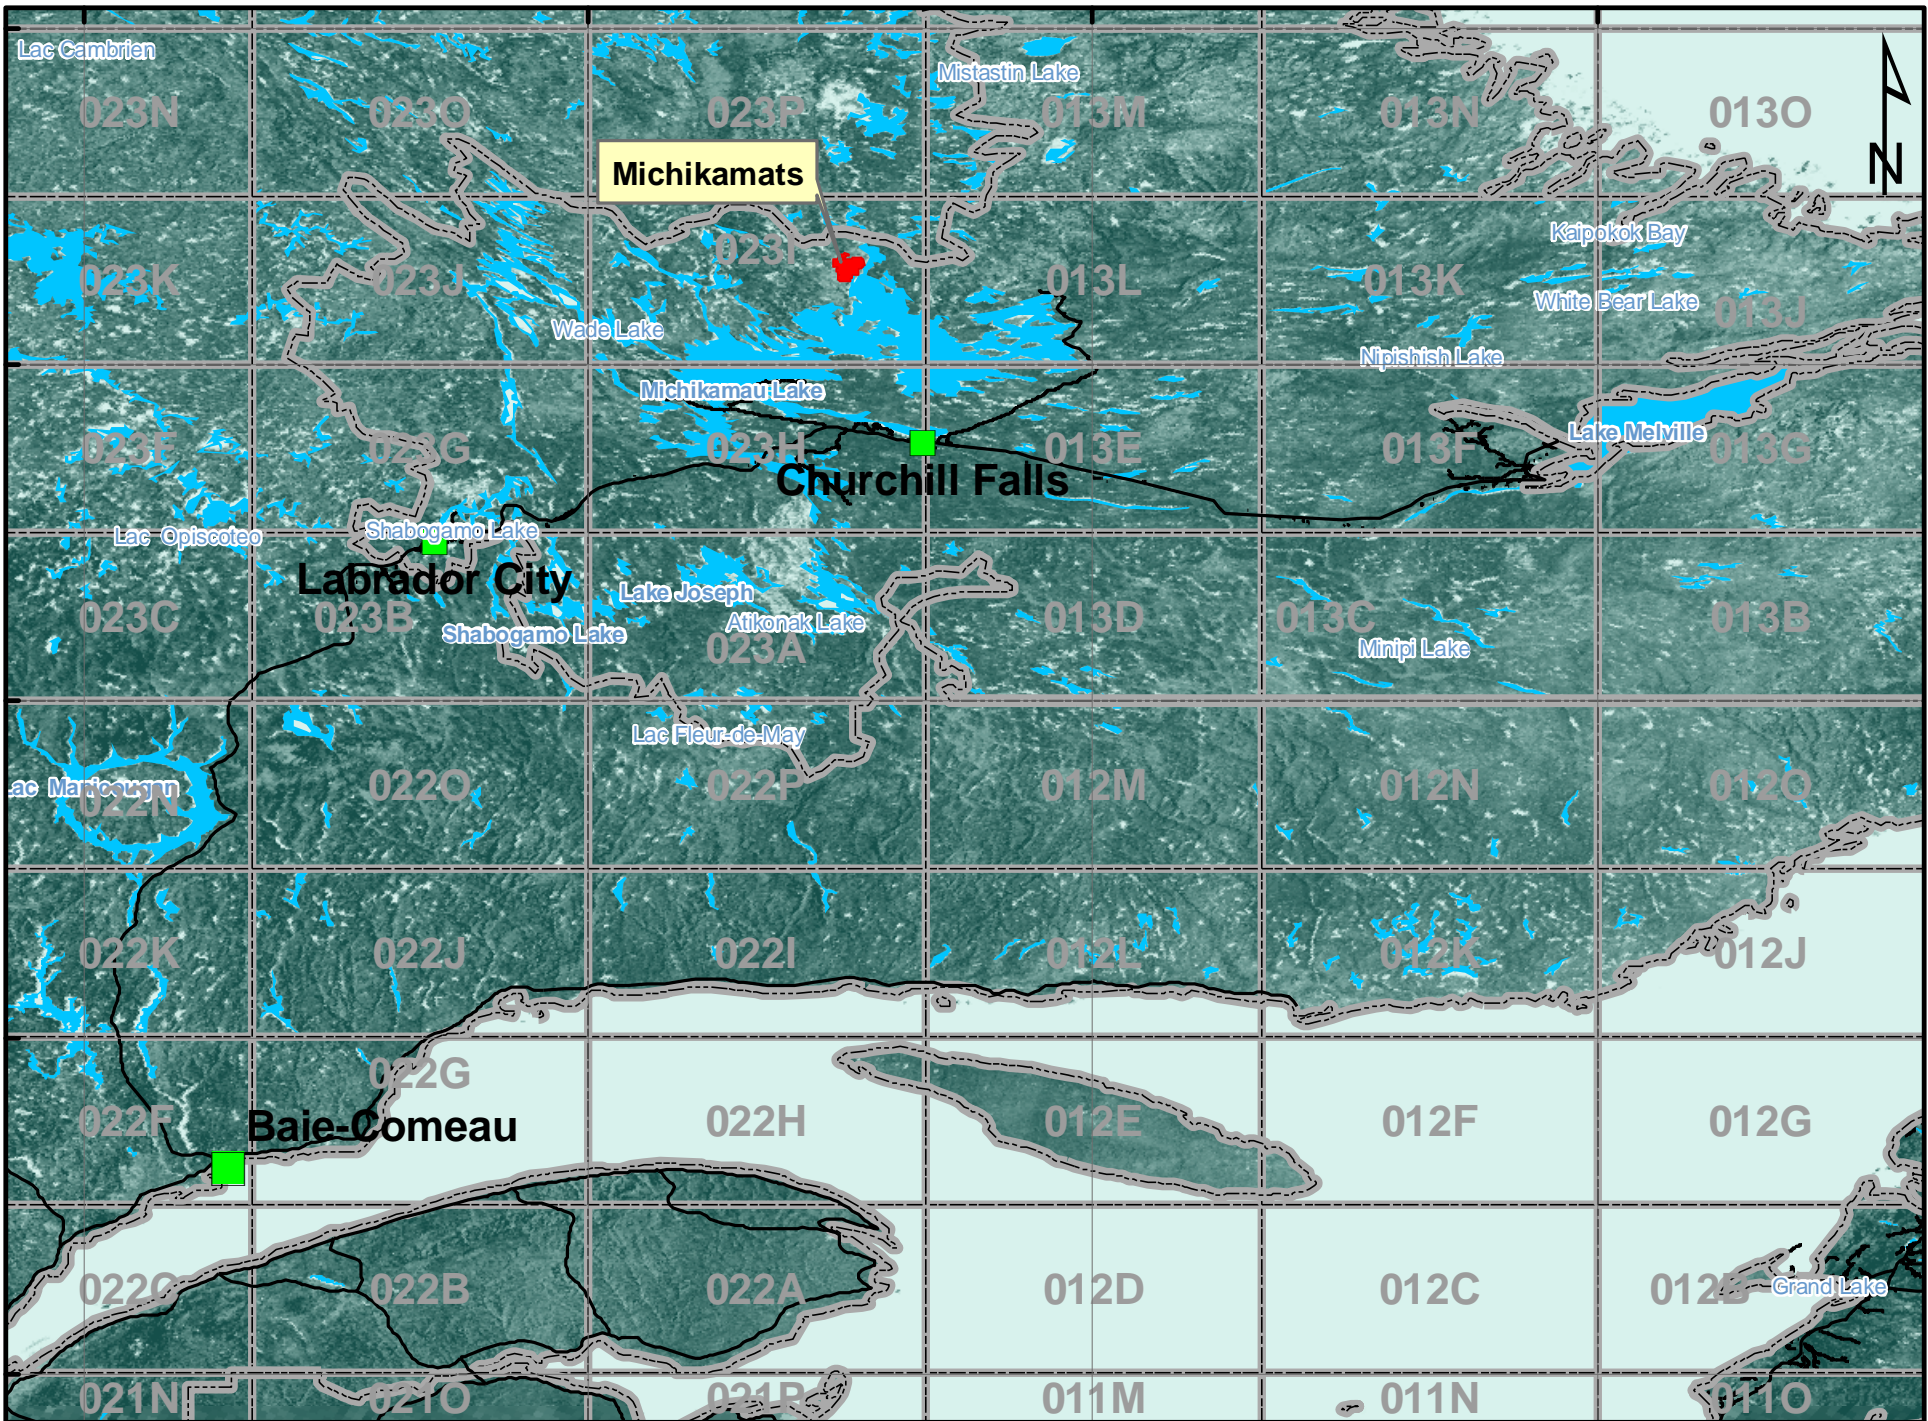 Lac Cambrien
Mistastin Lake
023N
023O
023P
013M
013N
013O
Michikamats
N
023K
023J
023I
013L
013K
Kaipokok Bay
White Bear Lake
013J
Wade Lake
Nipishish Lake
Michikamau Lake
023F
023G
023H
013E
013F
Lake Melville
013G
Churchill Falls
Lac Opiscoteo
Shabogamo Lake
Labrador City
023C
023B
Shabogamo Lake
Lake Joseph
Atikonak Lake
023A
013D
013C
Minipi Lake
013B
Lac Fleur-de-May
ac Manicougan
022N
022O
022P
012M
012N
012O
022K
022J
022I
012L
012K
012J
022G
022F
Baie-Comeau
022H
012E
012F
012G
022C
022B
022A
012D
012C
012B
Grand Lake
021N
021O
021P
011M
011N
011O